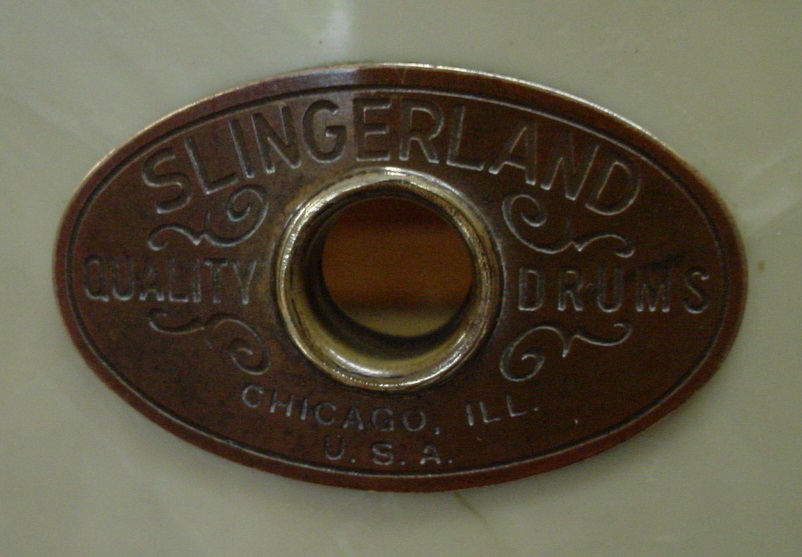 SLINGERLAND
QUALITY DRUMS
CHICAGO, ILL.
U. S. A.